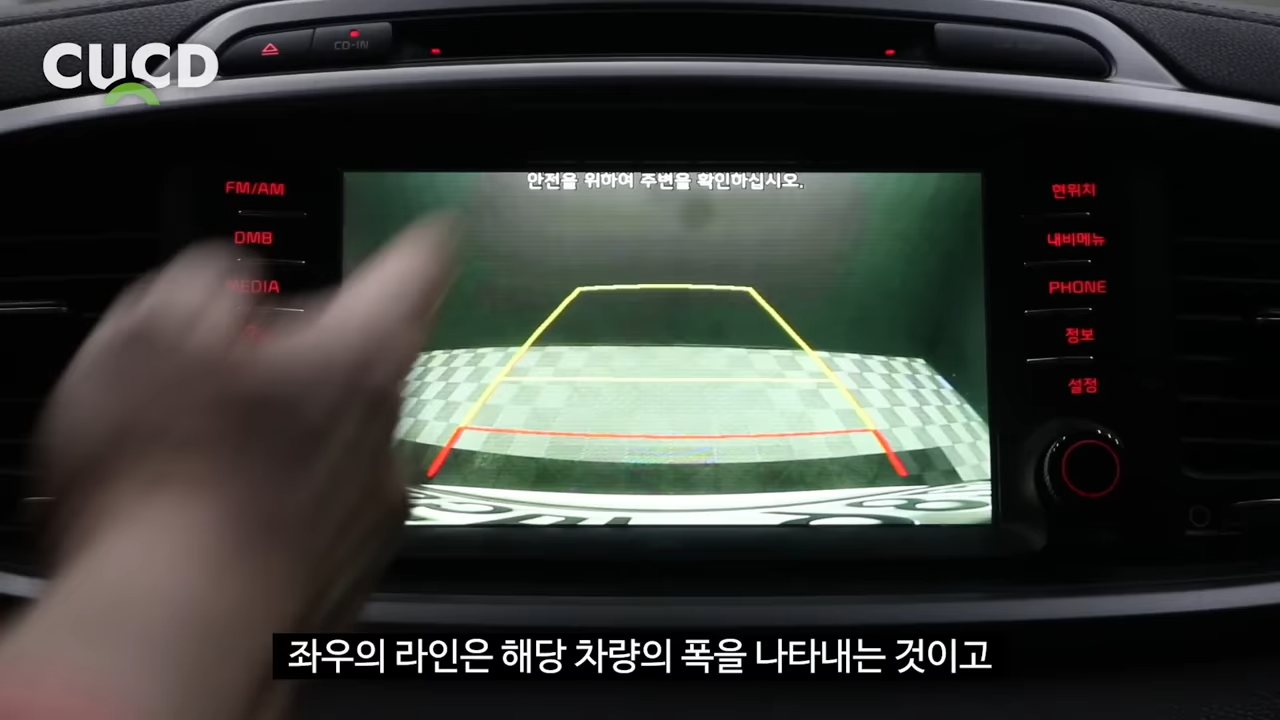 CUCD
CD-IN
안전을 위하여 주변을 확인하십시오.
FM/AM
DMB
MEDIA
현위치
내비메뉴
PHONE
정보
설정
좌우의 라인은 해당 차량의 폭을 나타내는 것이고